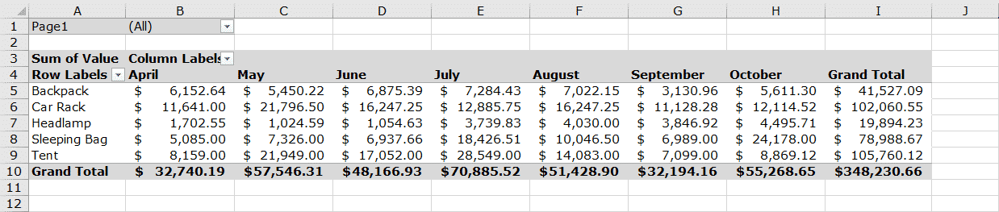 A B C D E F G H I J
1 Page1 (All)
2
3 Sum of Value Column Labels
4 Row Labels April May June July August September October Grand Total
5 Backpack $ 6,152.64 $ 5,450.22 $ 6,875.39 $ 7,284.43 $ 7,022.15 $ 3,130.96 $ 5,611.30 $ 41,527.09
6 Car Rack $ 11,641.00 $ 21,796.50 $ 16,247.25 $ 12,885.75 $ 16,247.25 $ 11,128.28 $ 12,114.52 $ 102,060.55
7 Headlamp $ 1,702.55 $ 1,024.59 $ 1,054.63 $ 3,739.83 $ 4,030.00 $ 3,846.92 $ 4,495.71 $ 19,894.23
8 Sleeping Bag $ 5,085.00 $ 7,326.00 $ 6,937.66 $ 18,426.51 $ 10,046.50 $ 6,989.00 $ 24,178.00 $ 78,988.67
9 Tent $ 8,159.00 $ 21,949.00 $ 17,052.00 $ 28,549.00 $ 14,083.00 $ 7,099.00 $ 8,869.12 $ 105,760.12
10 Grand Total $ 32,740.19 $57,546.31 $48,166.93 $70,885.52 $51,428.90 $32,194.16 $55,268.65 $348,230.66
11
12